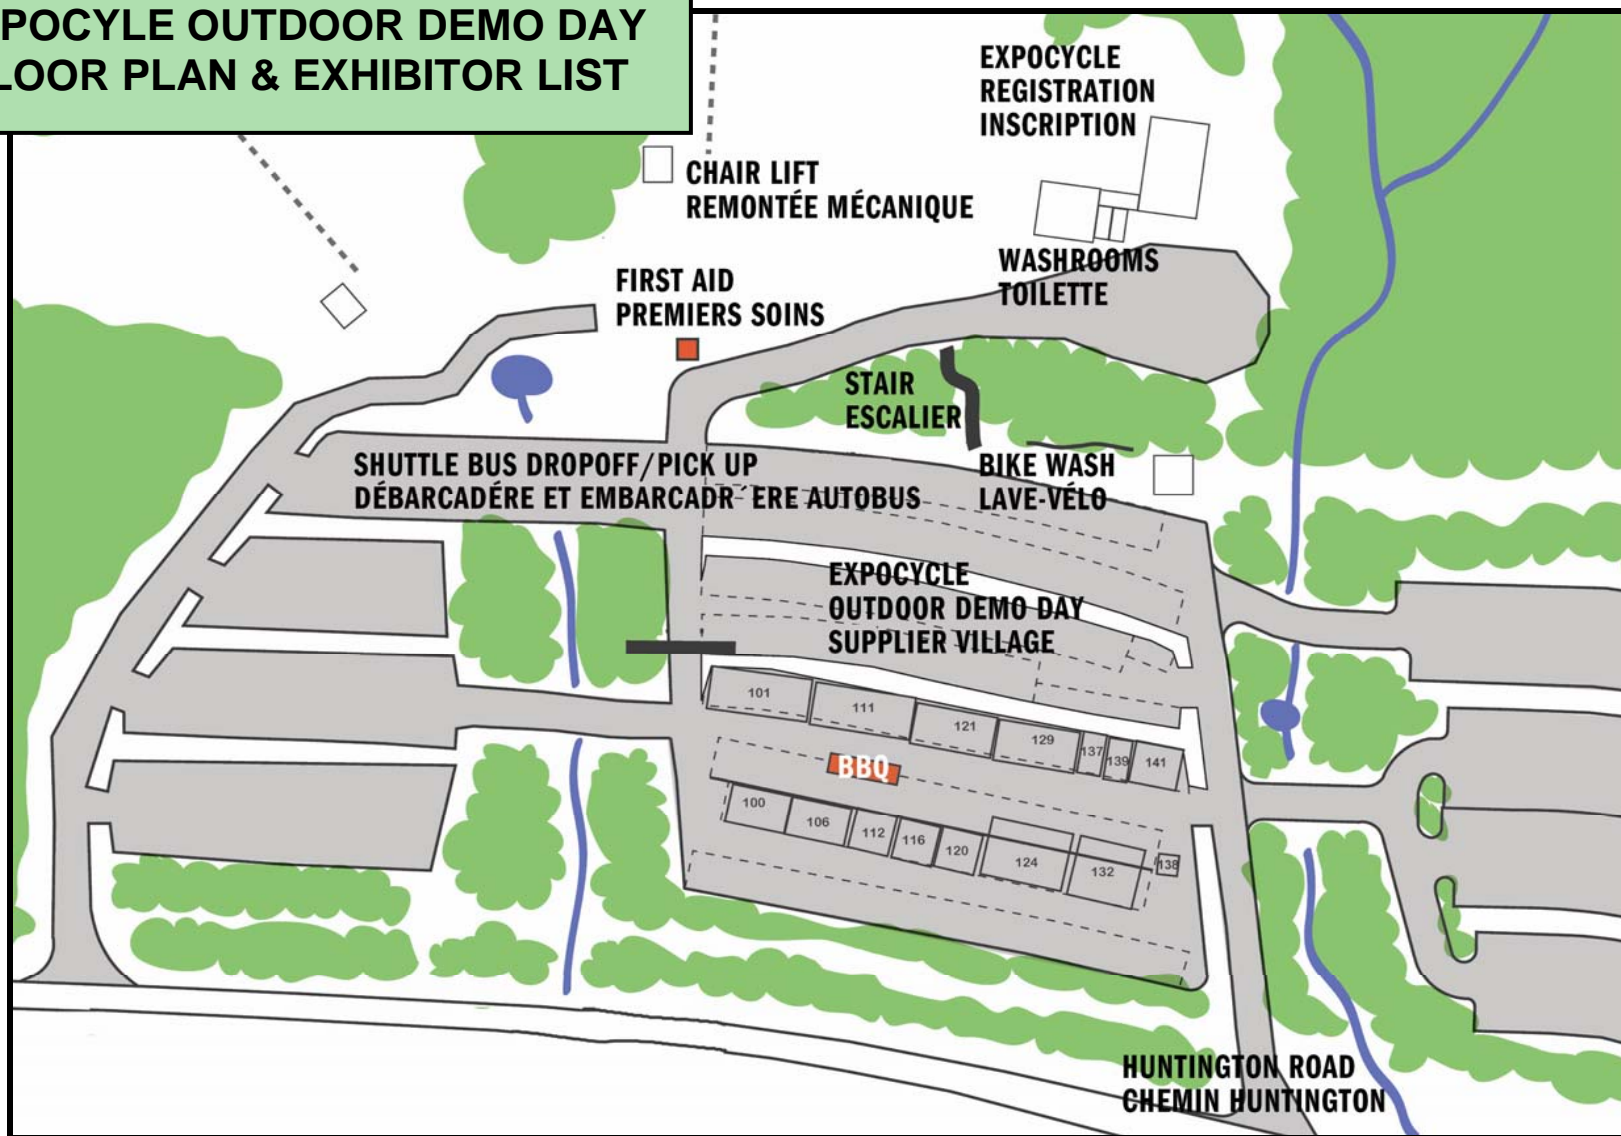 POCYLE OUTDOOR DEMO DAY
LOOR PLAN & EXHIBITOR LIST
EXPOCYCLE
REGISTRATION
INSCRIPTION
CHAIR LIFT
REMONTÉE MÉCANIQUE
WASHROOMS
TOILETTE
FIRST AID
PREMIERS SOINS
STAIR
ESCALIER
SHUTTLE BUS DROPOFF/PICK UP
DÉBARCADÉRE ET EMBARCADR´ERE AUTOBUS
BIKE WASH
LAVE-VÉLO
EXPOCYCLE
OUTDOOR DEMO DAY
SUPPLIER VILLAGE
101
111
121
129
137
139
141
BBQ
100
106
112
116
120
124
132
138
HUNTINGTON ROAD
CHEMIN HUNTINGTON